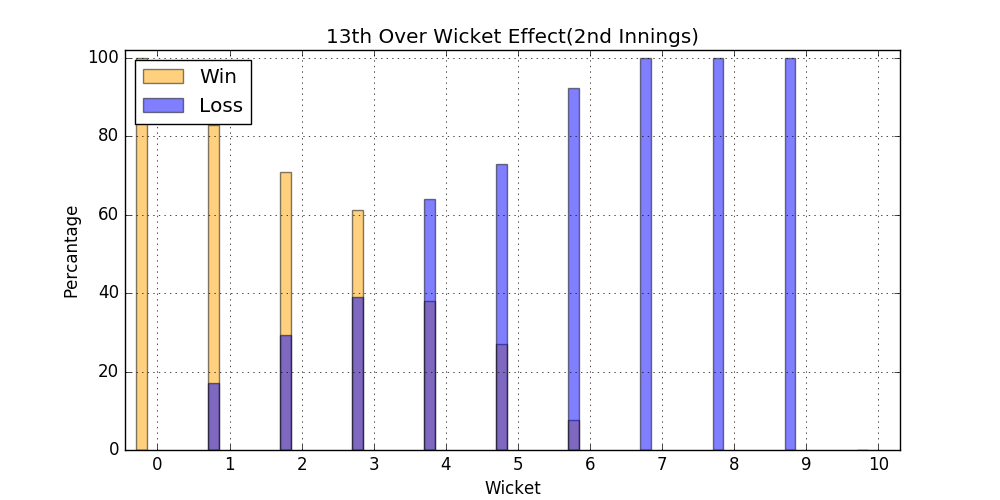 13th Over Wicket Effect(2nd Innings)
100
80
60
40
20
0
Percantage
Win
Loss
0 1 2 3 4 5 6 7 8 9 10
Wicket